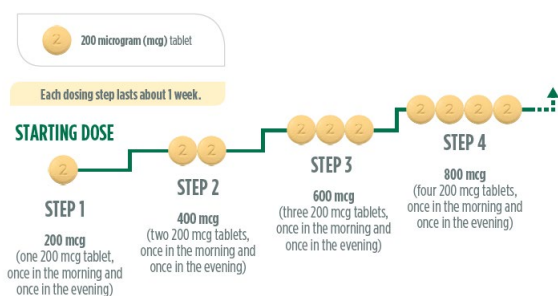 2
200 microgram (mcg) tablet
Each dosing step lasts about 1 week.
STARTING DOSE
2
STEP 1
200 mcg
(one 200 mcg tablet,
once in the morning and
once in the evening)
2 2
STEP 2
400 mcg
(two 200 mcg tablets,
once in the morning and
once in the evening)
2 2 2
STEP 3
600 mcg
(three 200 mcg tablets,
once in the morning and
once in the evening)
2 2 2 2
STEP 4
800 mcg
(four 200 mcg tablets,
once in the morning and
once in the evening)